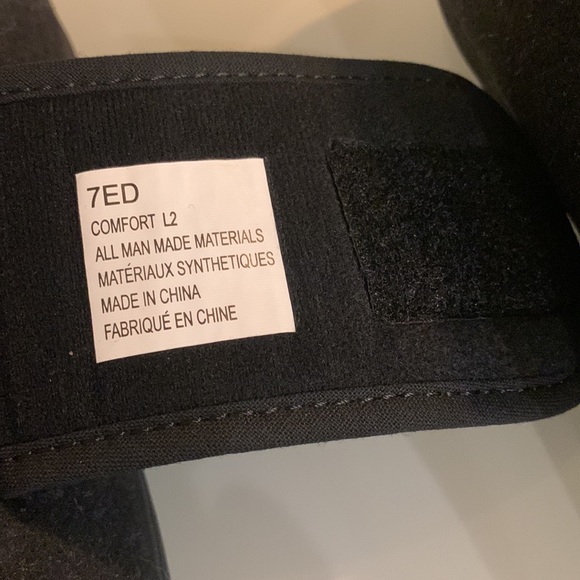 7ED
COMFORT L2
ALL MAN MADE MATERIALS
MATÉRIAUX SYNTHETIQUES
MADE IN CHINA
FABRIQUÉ EN CHINE